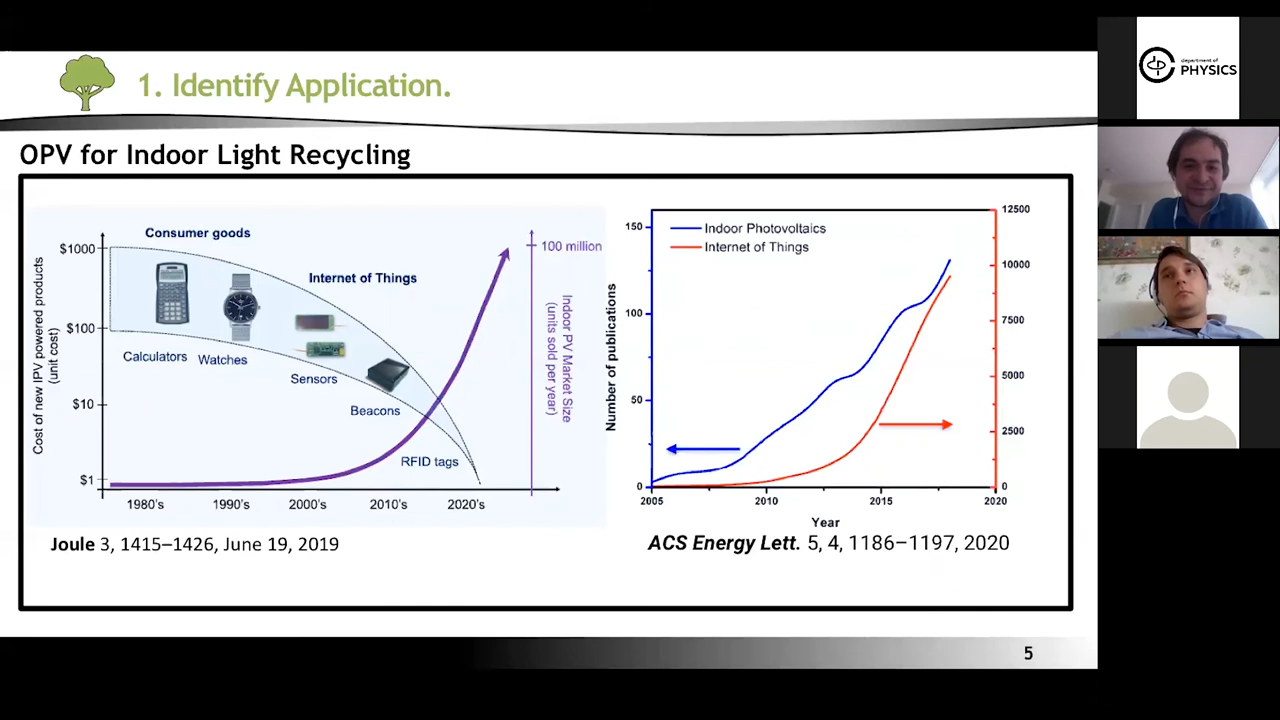 1. Identify Application.
OPV for Indoor Light Recycling
Consumer goods
Internet of Things
Calculators
Watches
Sensors
Beacons
RFID tags
Cost of new IPV powered products
(unit cost)
$1000
$100
$10
$1
1980's
1990's
2000's
2010's
2020's
100 million
Indoor PV Market Size
(units sold per year)
Joule 3, 1415–1426, June 19, 2019
Indoor Photovoltaics
Internet of Things
Number of publications
150
100
50
0
12500
10000
7500
5000
2500
0
2005
2010
2015
2020
Year
ACS Energy Lett. 5, 4, 1186–1197, 2020
5
department of
PHYSICS